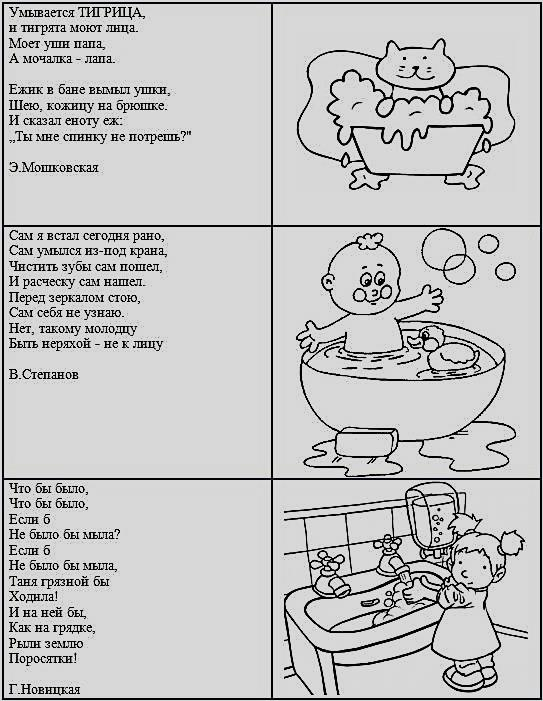 Умывается ТИГРИЦА,
и тигрята моют лица.
Моет уши папа,
А мочалка - лапа.
Ежик в бане вымыл ушки,
Шею, кожицу на брюшке.
И сказал еноту еж:
„Ты мне спинку не потрешь?"
Э.Мошковская
Сам я встал сегодня рано,
Сам умылся из-под крана,
Чистить зубы сам пошел,
И расческу сам нашел.
Перед зеркалом стою,
Сам себя не узнаю.
Нет, такому молодцу
Быть неряхой - не к лицу
В.Степанов
Что бы было,
Что бы было,
Если б
Не было бы мыла?
Если б
Не было бы мыла,
Таня грязной бы
Ходила!
И на ней бы,
Как на грядке,
Рыли землю
Поросятки!
Г.Новицкая